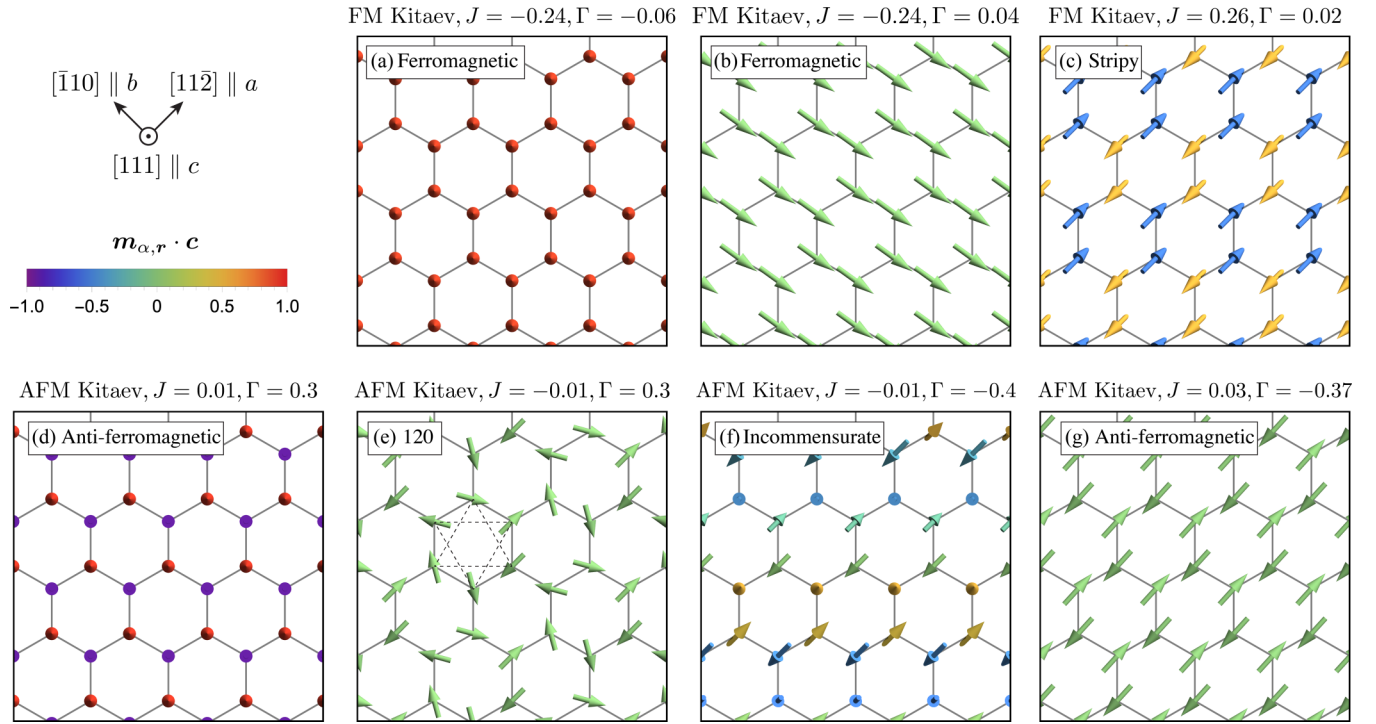 FM Kitaev, J = −0.24, Γ = −0.06
FM Kitaev, J = −0.24, Γ = 0.04
FM Kitaev, J = 0.26, Γ = 0.02
(a) Ferromagnetic
(b) Ferromagnetic
(c) Stripy
[1̄10] ∥ b
[112̄] ∥ a
[111] ∥ c
m_{α,r} · c
−1.0 −0.5 0 0.5 1.0
AFM Kitaev, J = 0.01, Γ = 0.3
AFM Kitaev, J = −0.01, Γ = 0.3
AFM Kitaev, J = −0.01, Γ = −0.4
AFM Kitaev, J = 0.03, Γ = −0.37
(d) Anti-ferromagnetic
(e) 120
(f) Incommensurate
(g) Anti-ferromagnetic